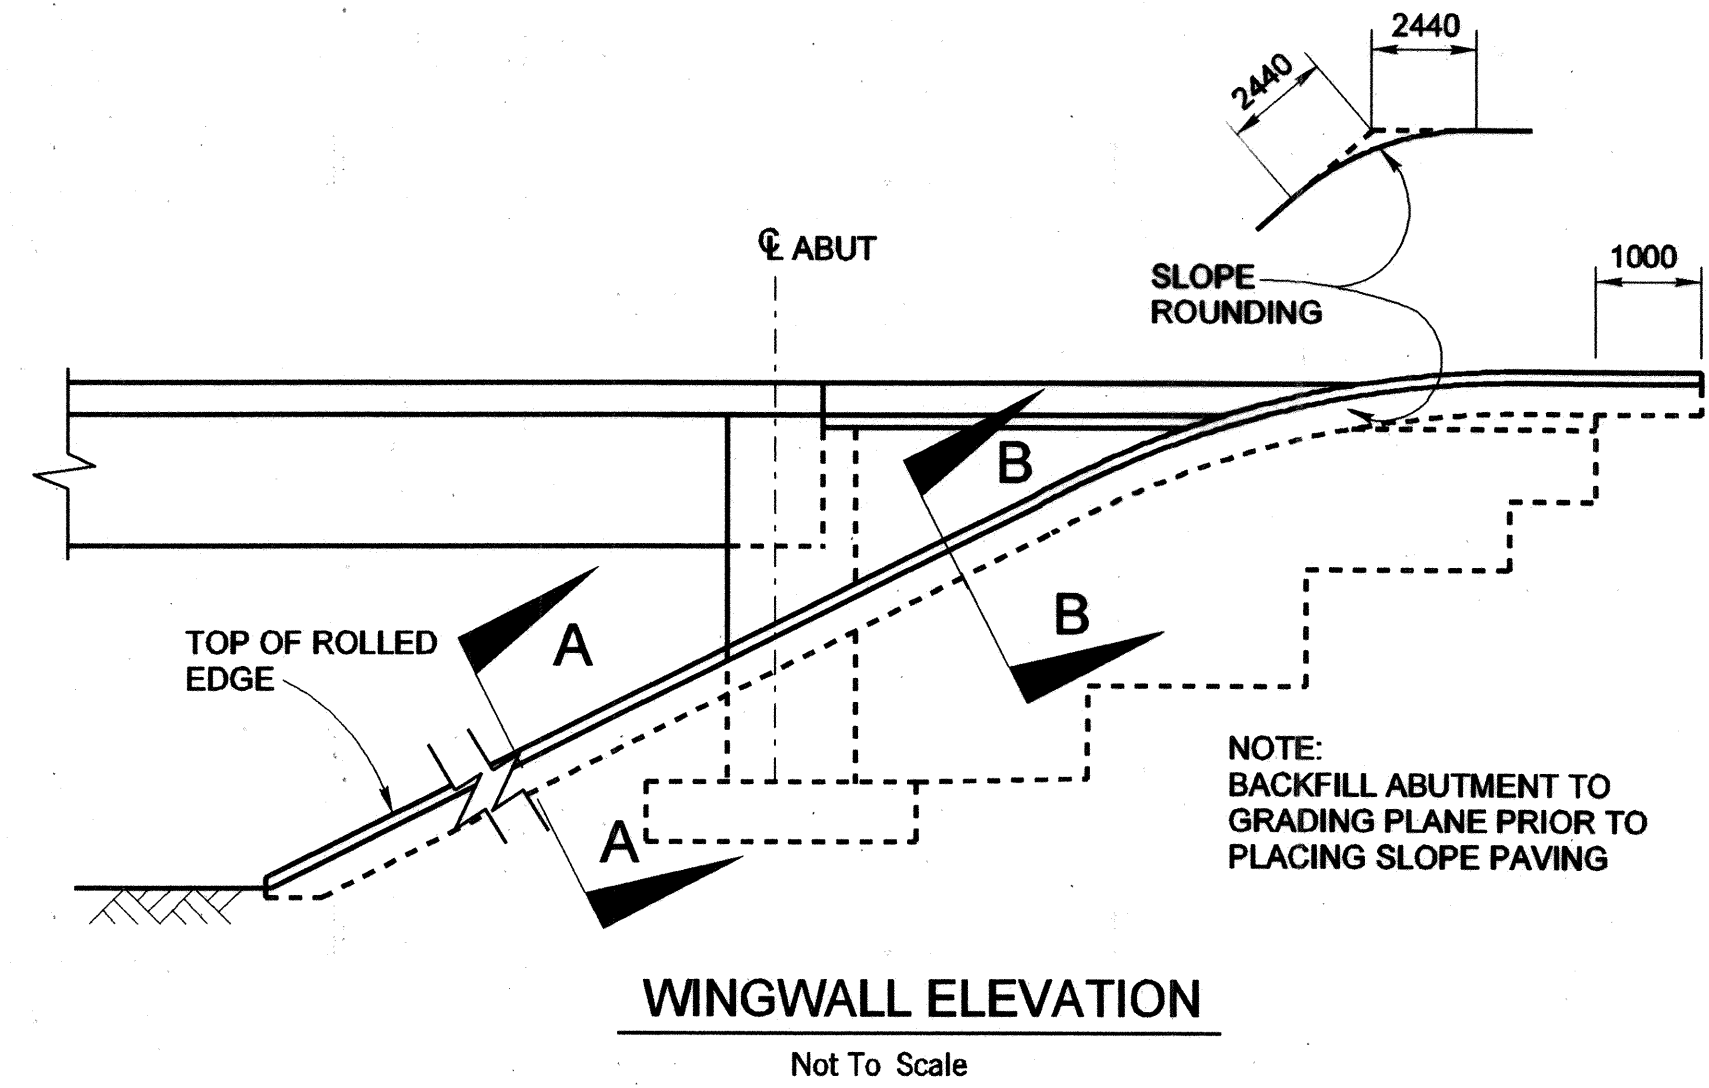 2440
2440
℄ ABUT
1000
SLOPE
ROUNDING
B
B
A
TOP OF ROLLED
EDGE
A
NOTE:
BACKFILL ABUTMENT TO
GRADING PLANE PRIOR TO
PLACING SLOPE PAVING
WINGWALL ELEVATION
Not To Scale